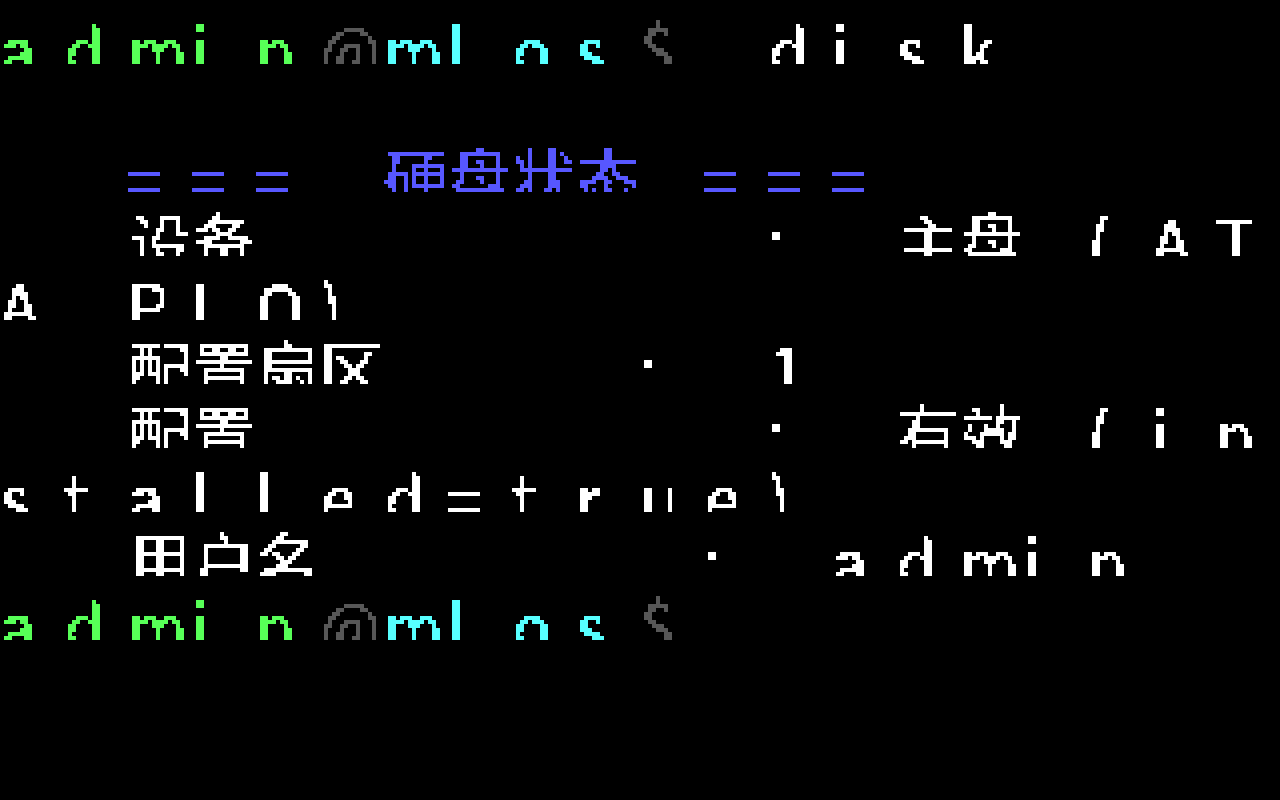 admin@mlos$ disk
=== 硬盘状态 ===
设备 : 主盘 (AT
A PIO)
配置扇区 : 1
配置 : 有效 (in
stalled=true)
用户名 : admin
admin@mlos$